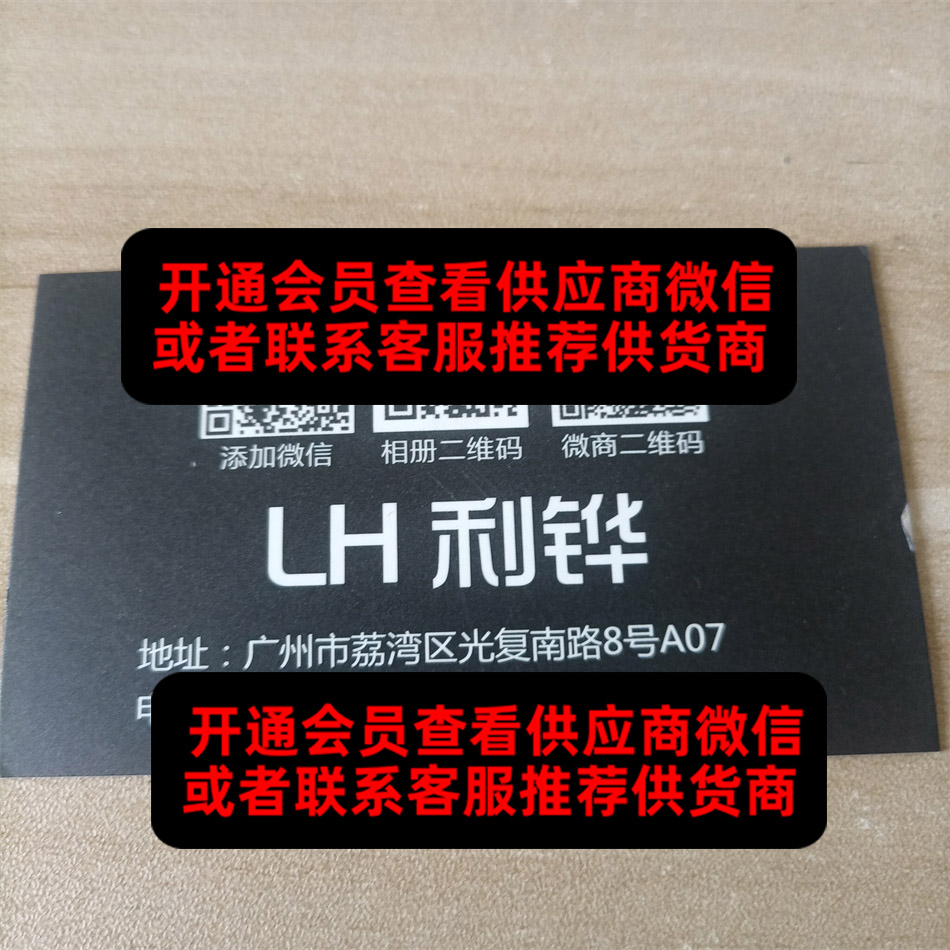 开通会员查看供应商微信
或者联系客服推荐供货商
添加微信 相册二维码 微商二维码
LH 利铧
地址：广州市荔湾区光复南路8号A07
开通会员查看供应商微信
或者联系客服推荐供货商